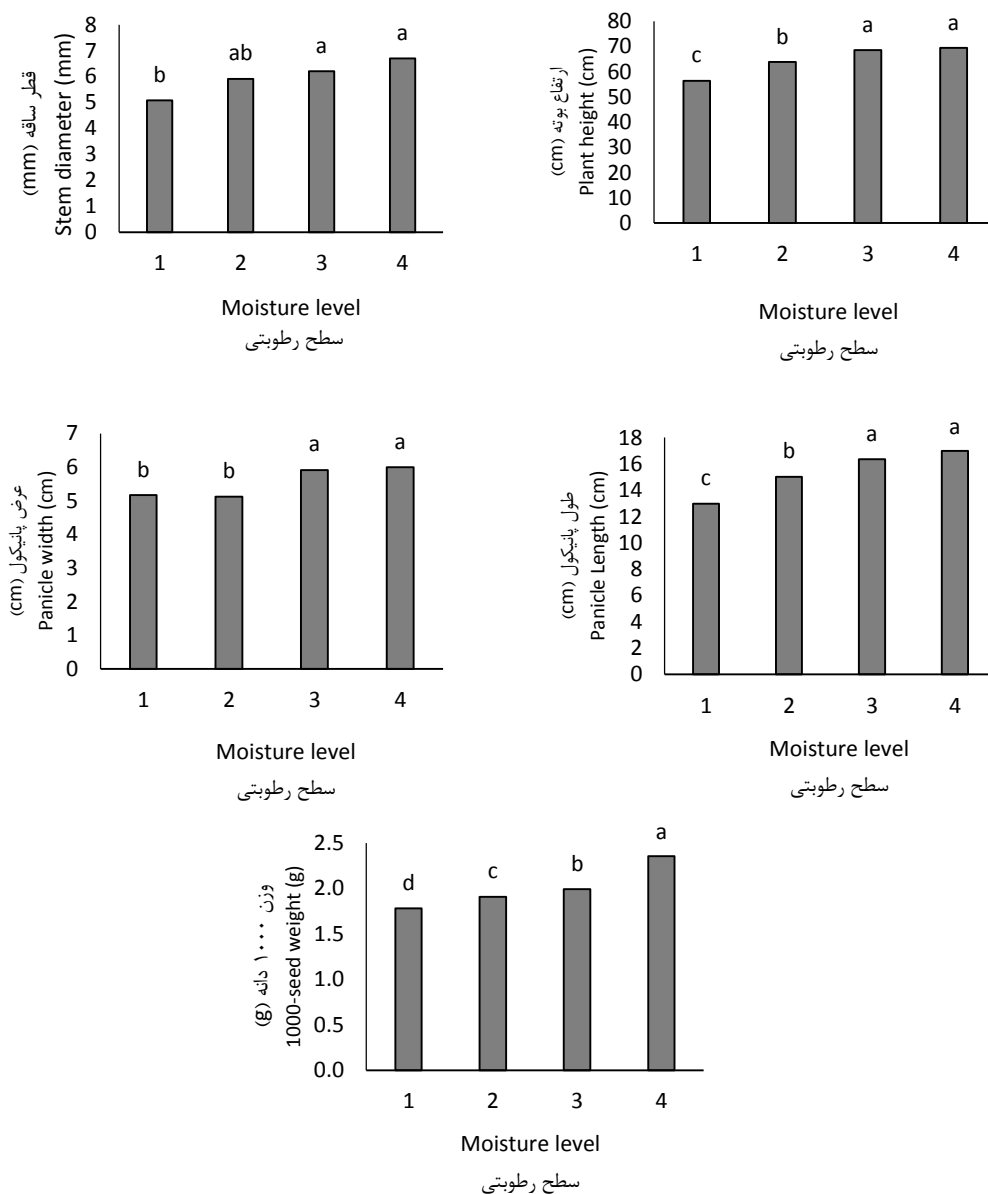 قطر ساقه (mm)
Stem diameter (mm)
8
7
6
5
4
3
2
1
0
b
ab
a
a
1 2 3 4
Moisture level
سطح رطوبتی
ارتفاع بوته (cm)
Plant height (cm)
80
70
60
50
40
30
20
10
0
c
b
a
a
1 2 3 4
Moisture level
سطح رطوبتی
عرض پانیکول (cm)
Panicle width (cm)
7
6
5
4
3
2
1
0
b
b
a
a
1 2 3 4
Moisture level
سطح رطوبتی
طول پانیکول (cm)
Panicle Length (cm)
18
16
14
12
10
8
6
4
2
0
c
b
a
a
1 2 3 4
Moisture level
سطح رطوبتی
وزن ۱۰۰۰ دانه (g)
1000-seed weight (g)
2.5
2.0
1.5
1.0
0.5
0.0
d
c
b
a
1 2 3 4
Moisture level
سطح رطوبتی